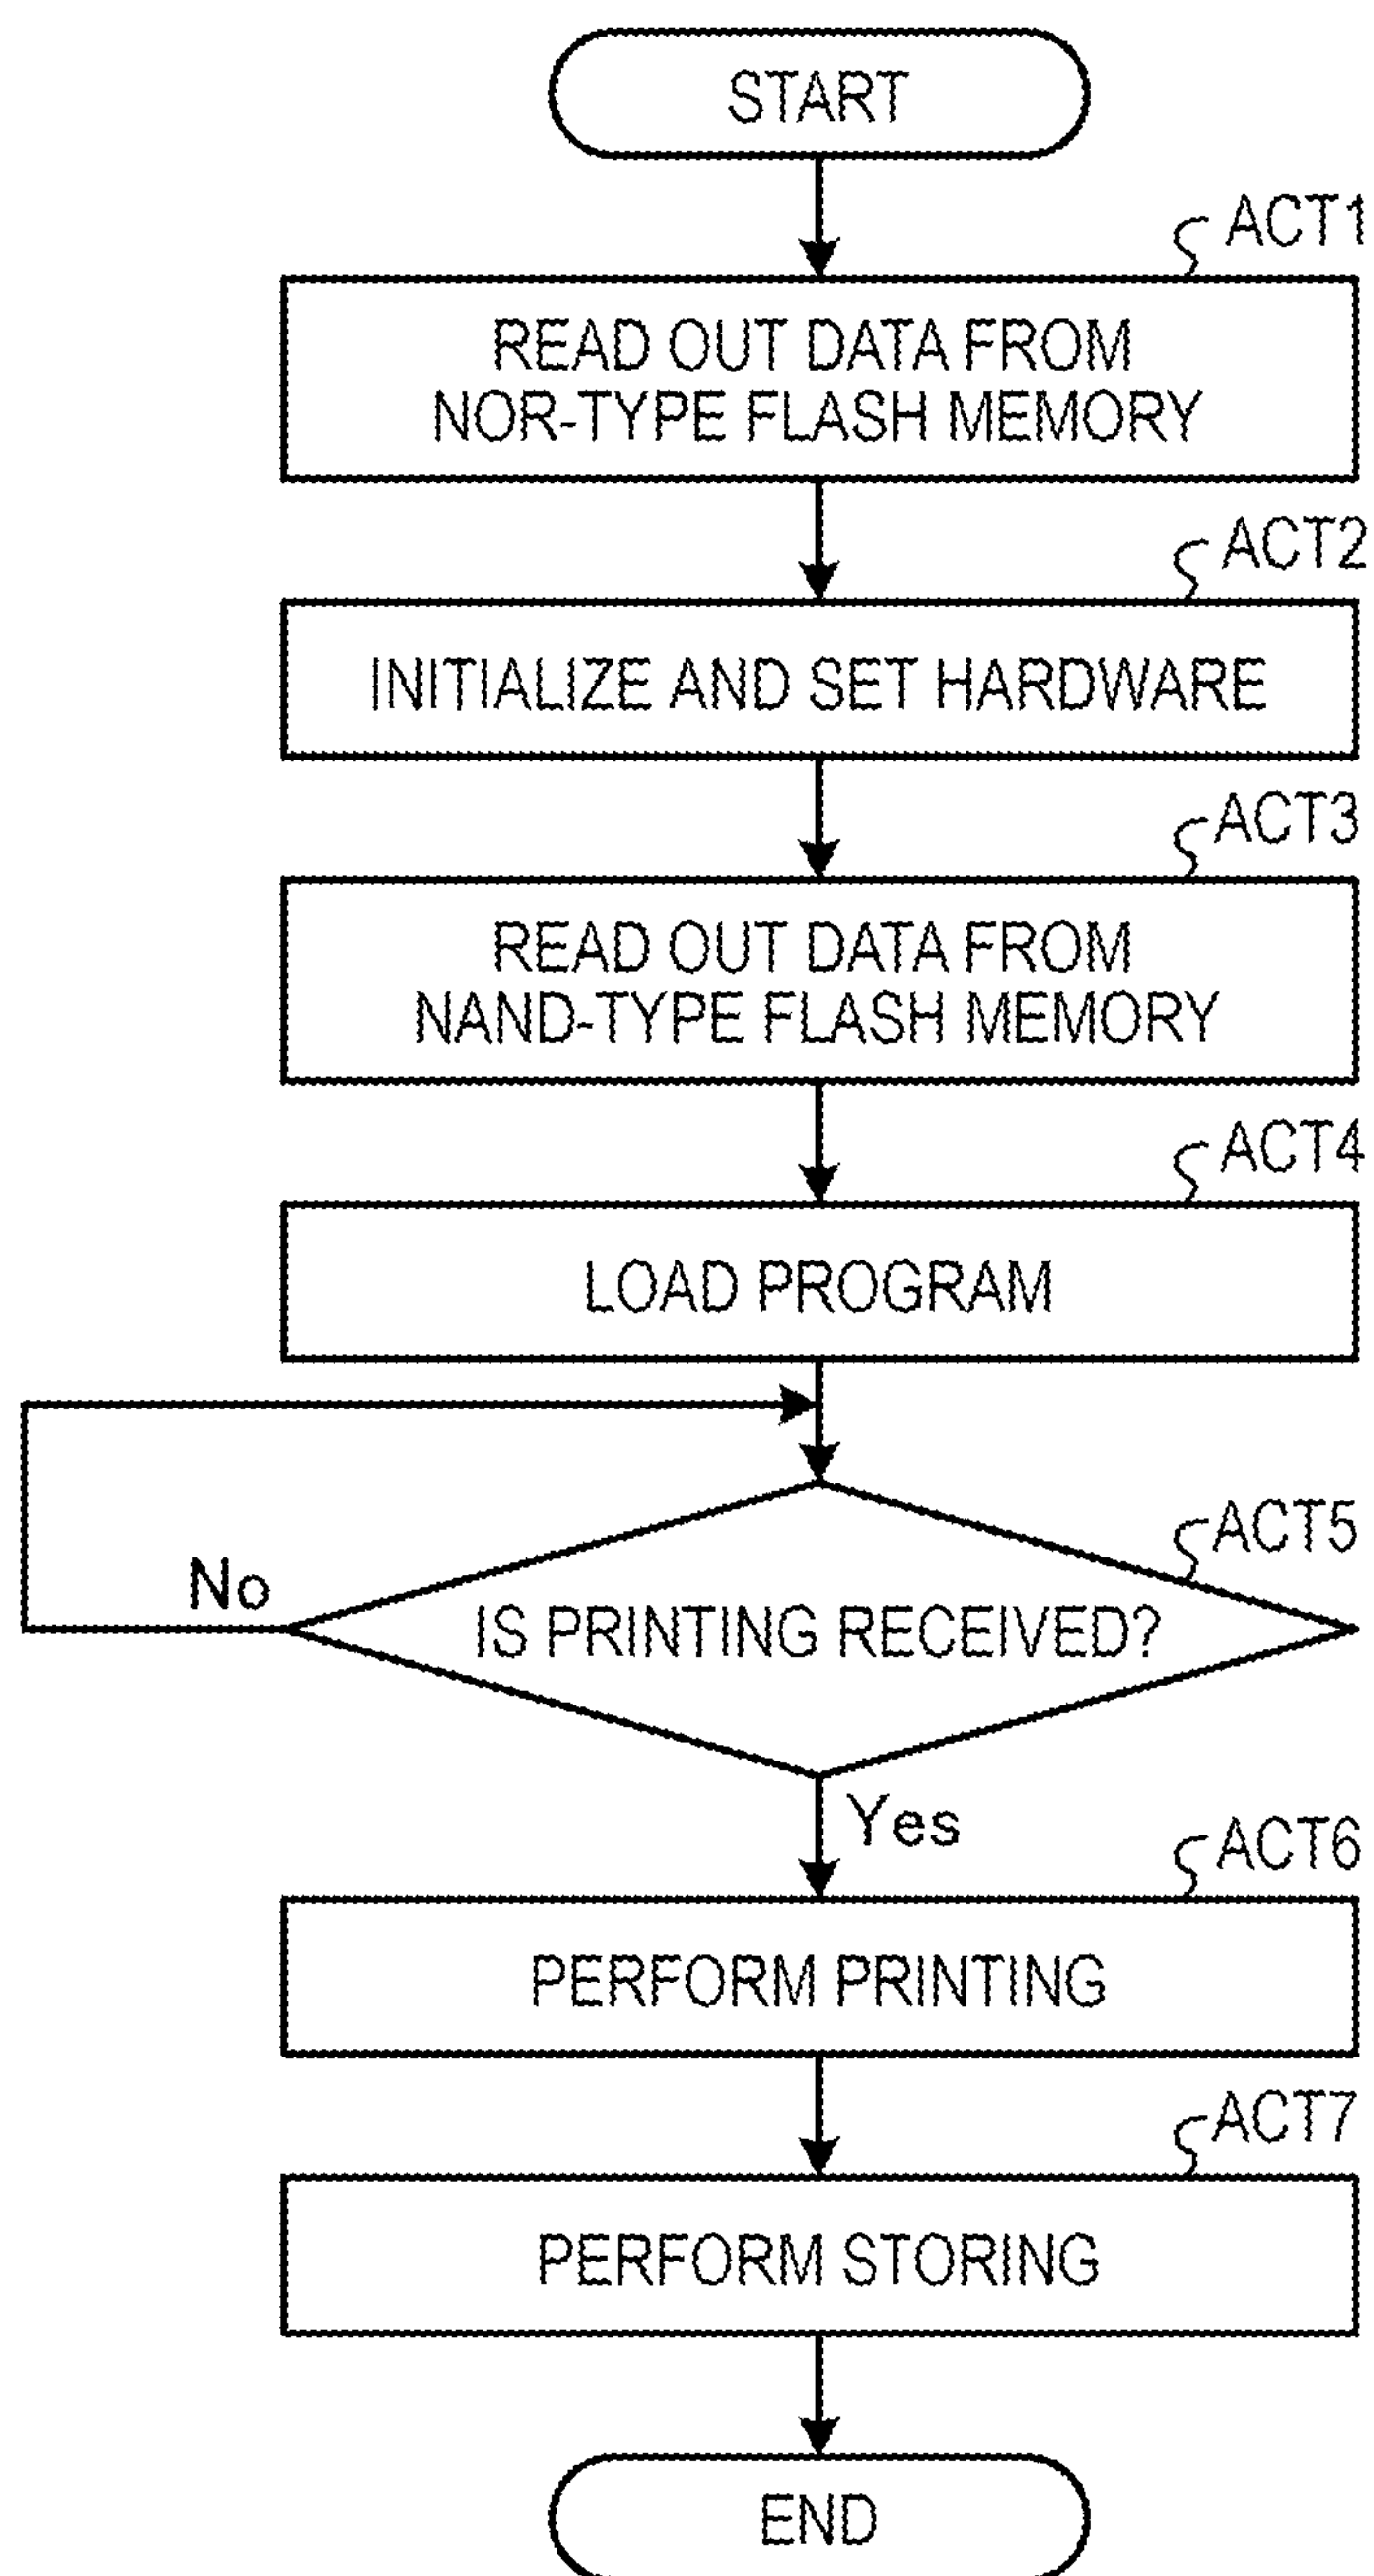 START
ACT1
READ OUT DATA FROM
NOR-TYPE FLASH MEMORY
ACT2
INITIALIZE AND SET HARDWARE
ACT3
READ OUT DATA FROM
NAND-TYPE FLASH MEMORY
ACT4
LOAD PROGRAM
ACT5
No
IS PRINTING RECEIVED?
Yes
ACT6
PERFORM PRINTING
ACT7
PERFORM STORING
END